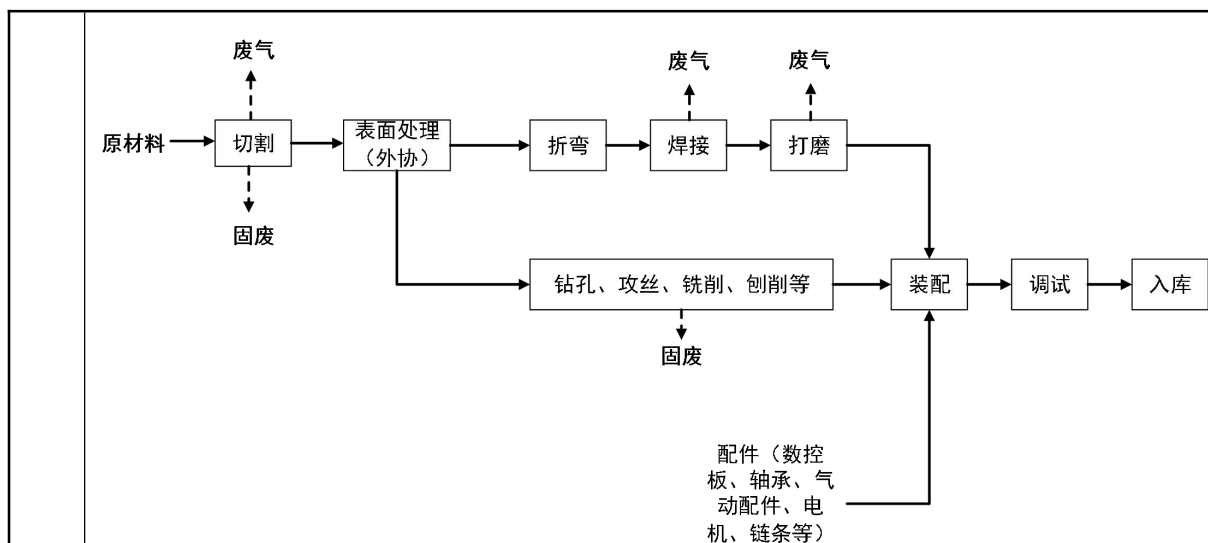 废气
废气
废气
原材料
切割
表面处理
（外协）
折弯
焊接
打磨
固废
钻孔、攻丝、铣削、刨削等
装配
调试
入库
固废
配件（数控
板、轴承、气
动配件、电
机、链条等）